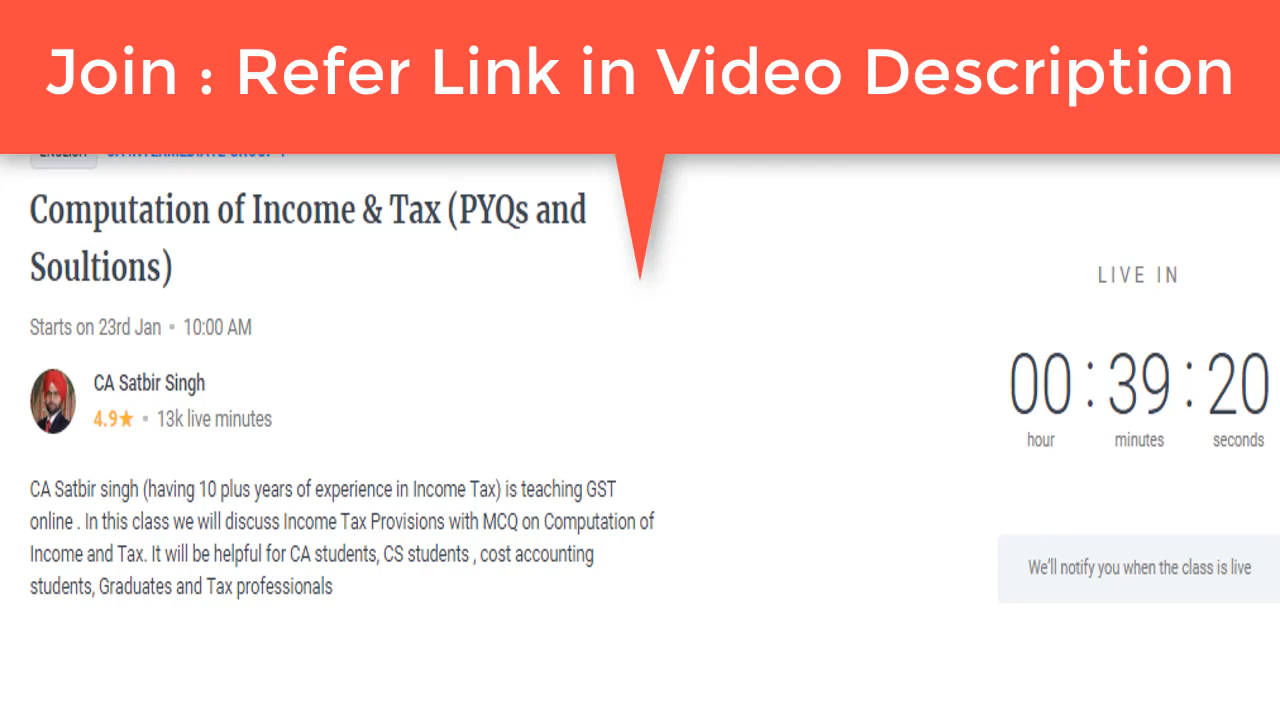 Join : Refer Link in Video Description
Computation of Income & Tax (PYQs and
Soultions)
Starts on 23rd Jan • 10:00 AM
CA Satbir Singh
4.9★ • 13k live minutes
CA Satbir singh (having 10 plus years of experience in Income Tax) is teaching GST
online . In this class we will discuss Income Tax Provisions with MCQ on Computation of
Income and Tax. It will be helpful for CA students, CS students , cost accounting
students, Graduates and Tax professionals
LIVE IN
00 : 39 : 20
hour minutes seconds
We'll notify you when the class is live